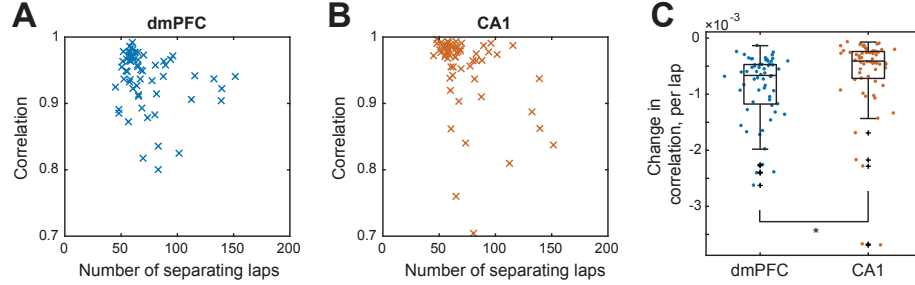 A
dmPFC
Correlation
1
0.9
0.8
0.7
0
50
100
150
200
Number of separating laps
B
CA1
Correlation
1
0.9
0.8
0.7
0
50
100
150
200
Number of separating laps
C
×10⁻³
Change in
correlation, per lap
0
-1
-2
-3
*
dmPFC
CA1